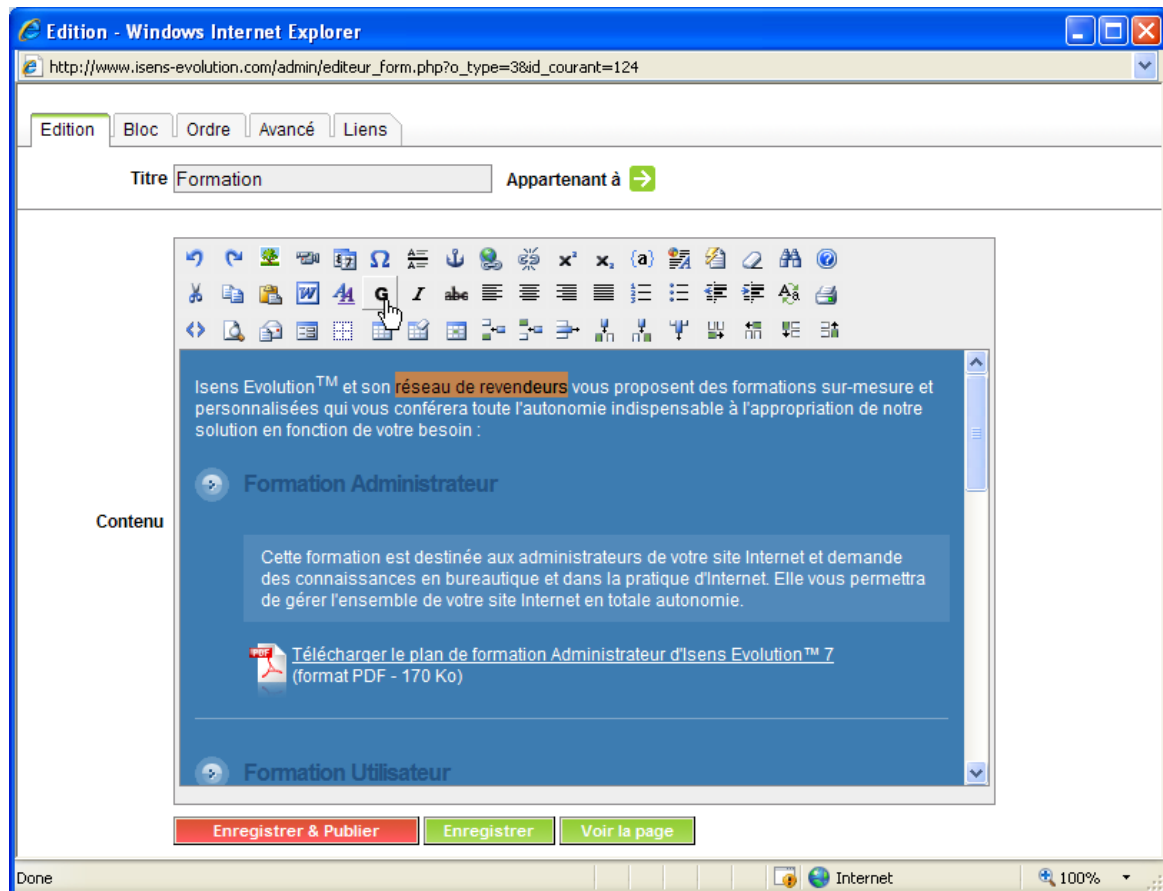 Edition - Windows Internet Explorer
http://www.isens-evolution.com/admin/editeur_form.php?o_type=3&id_courant=124
Edition Bloc Ordre Avancé Liens
Titre Formation Appartenant à
Isens Evolution™ et son réseau de revendeurs vous proposent des formations sur-mesure et
personnalisées qui vous conférera toute l'autonomie indispensable à l'appropriation de notre
solution en fonction de votre besoin :
Formation Administrateur
Contenu
Cette formation est destinée aux administrateurs de votre site Internet et demande
des connaissances en bureautique et dans la pratique d'Internet. Elle vous permettra
de gérer l'ensemble de votre site Internet en totale autonomie.
Télécharger le plan de formation Administrateur d'Isens Evolution™ 7
(format PDF - 170 Ko)
Formation Utilisateur
Enregistrer & Publier Enregistrer Voir la page
Done Internet 100%